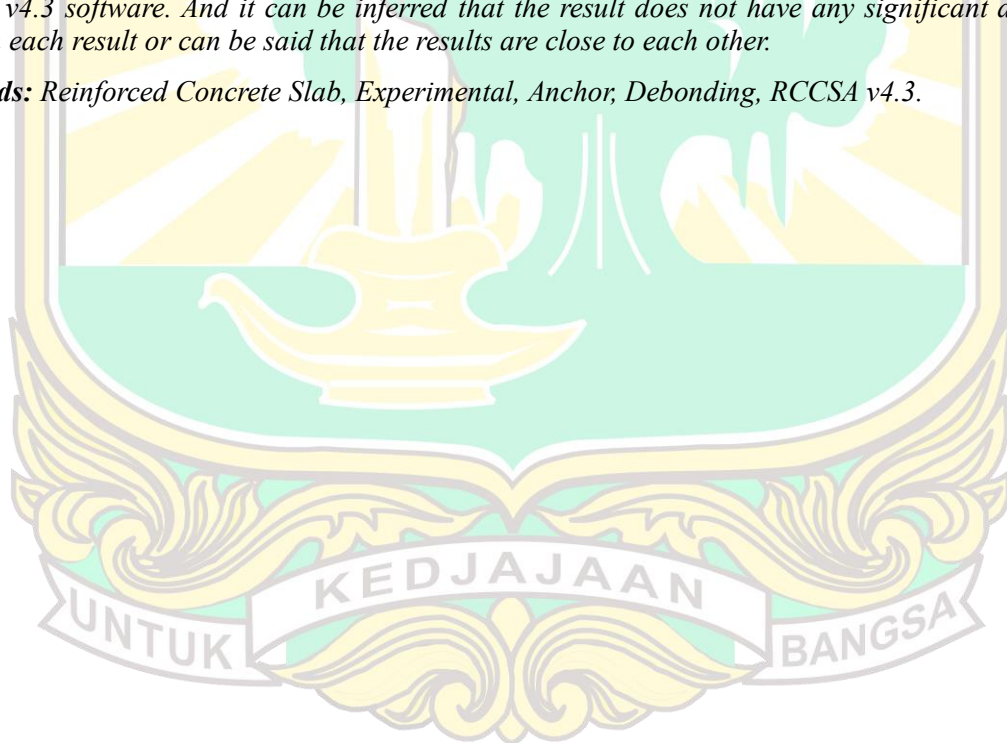 v4.3 software. And it can be inferred that the result does not have any significant
each result or can be said that the results are close to each other.
Reinforced Concrete Slab, Experimental, Anchor, Debonding, RCCSA v4.3.
UNTUK KEDJAJAAN BANGSA